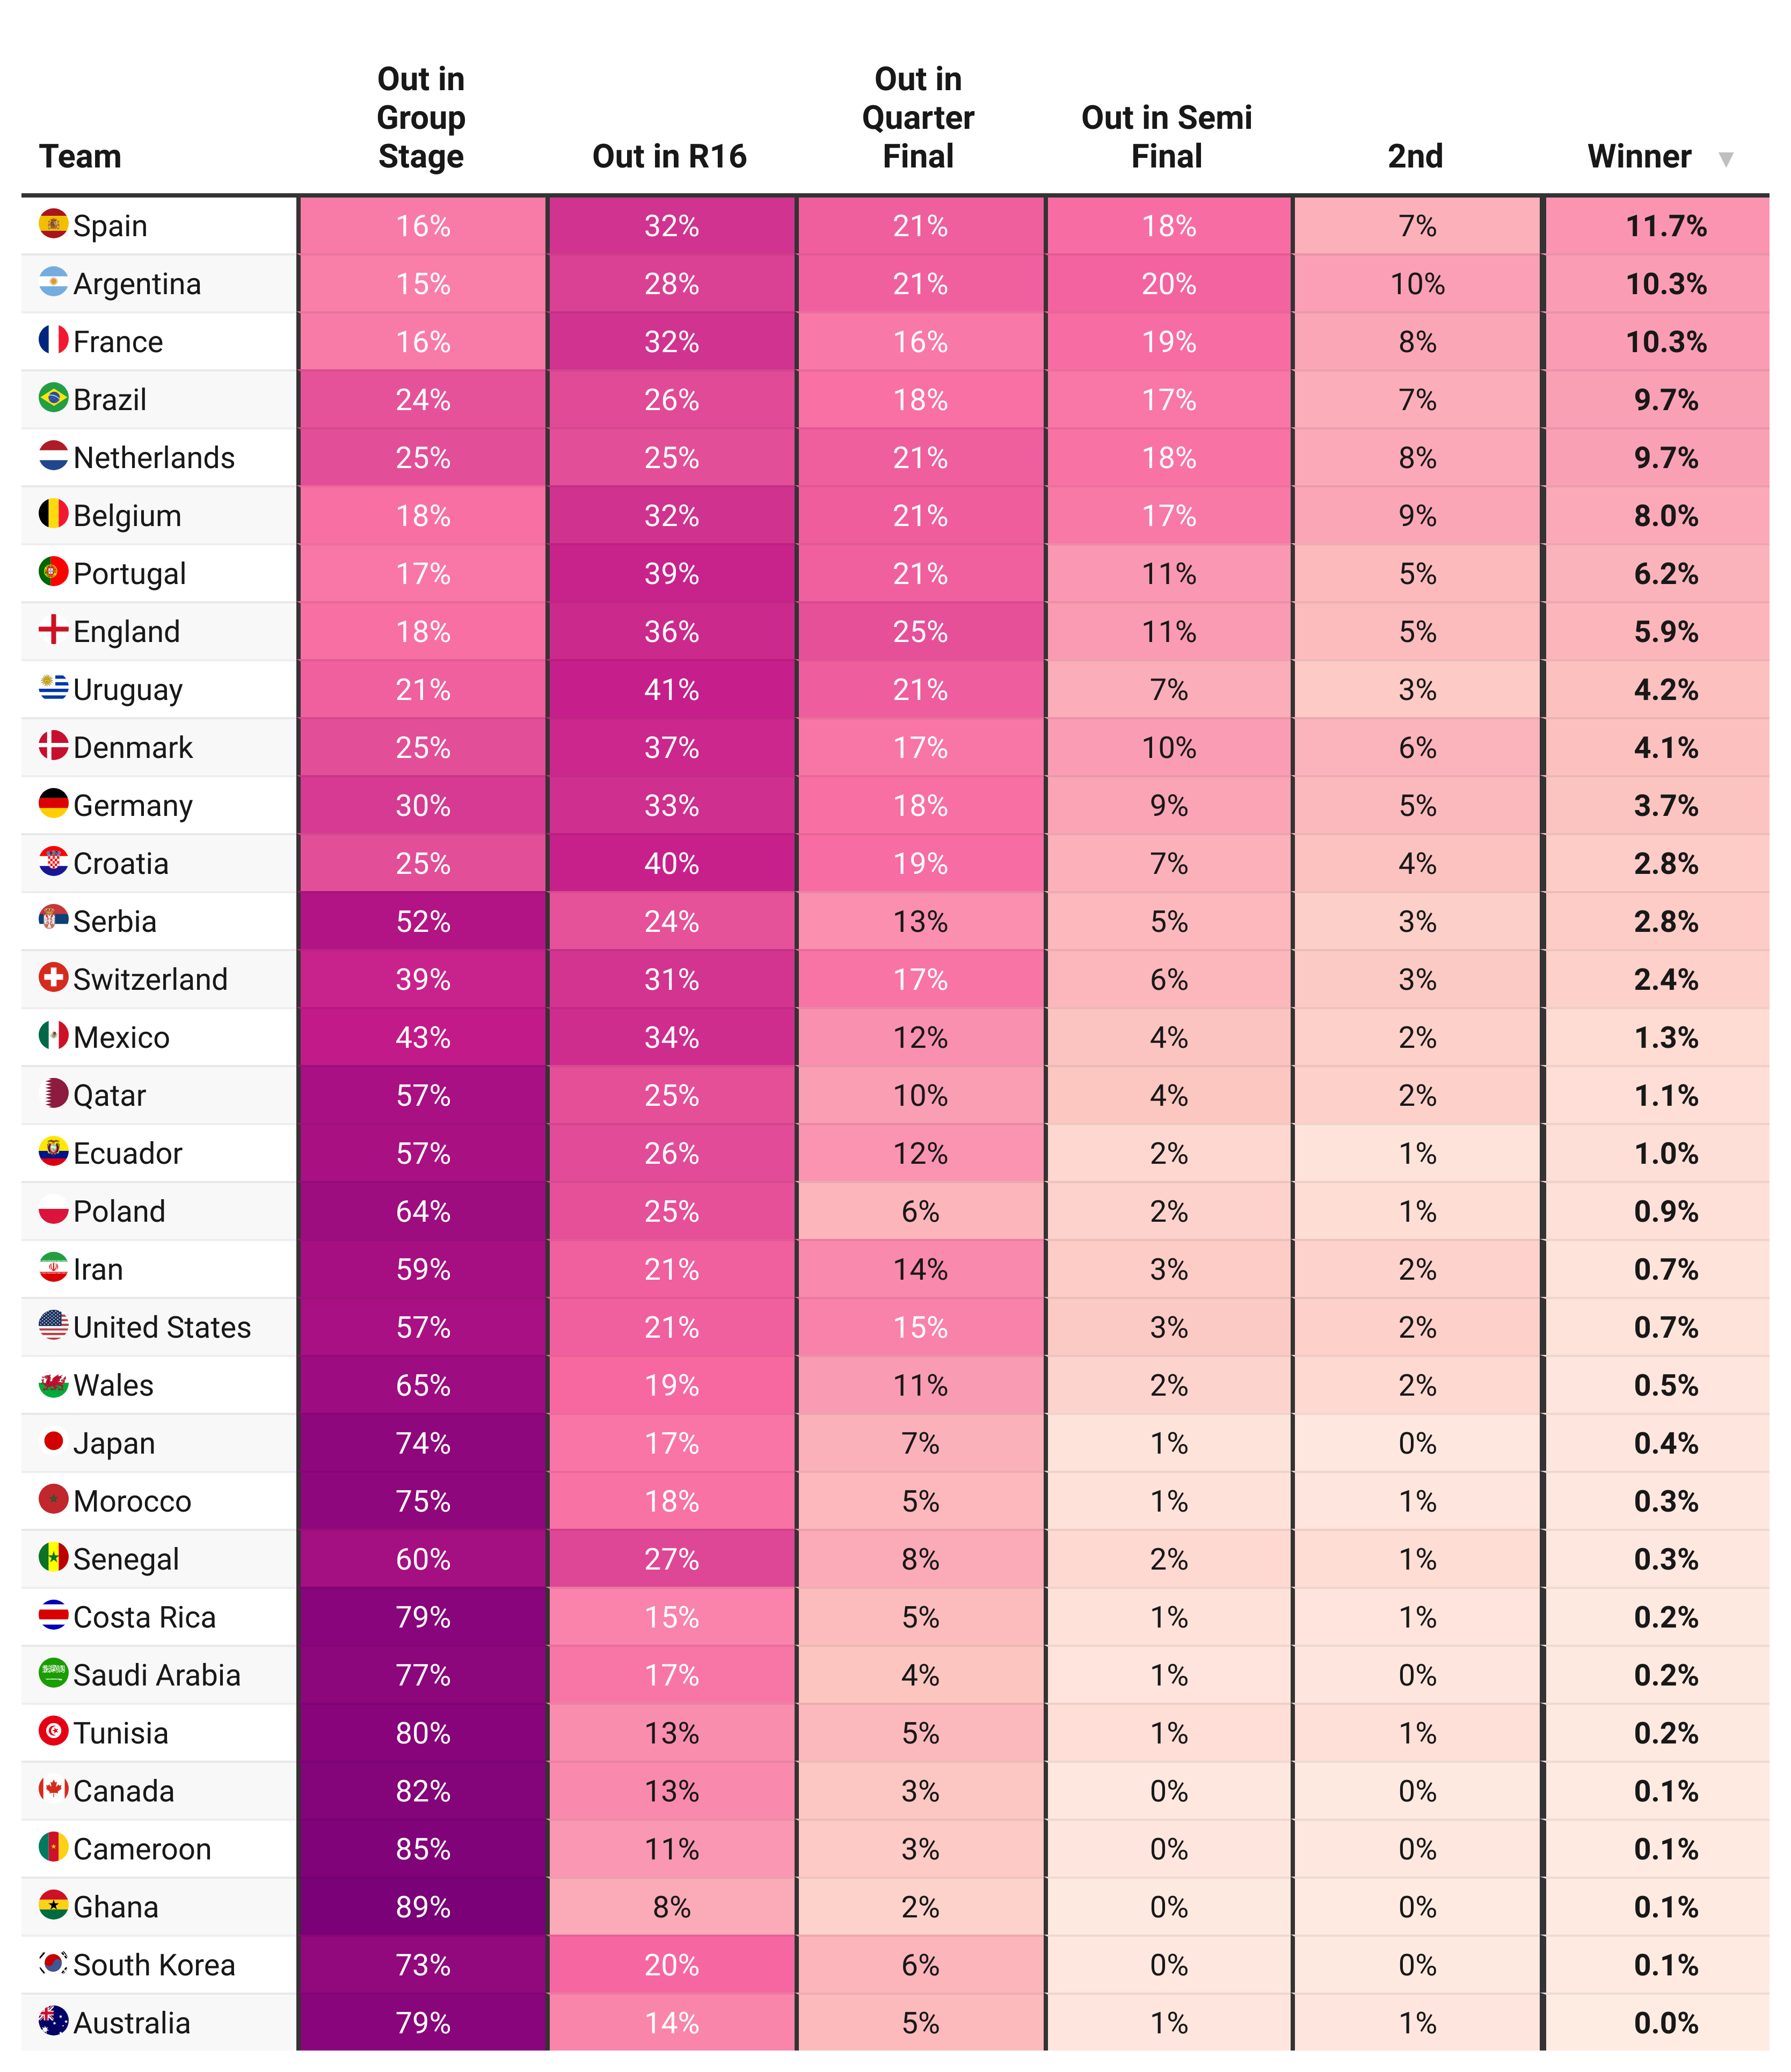 Team Out in Group Stage Out in R16 Out in Quarter Final Out in Semi Final 2nd Winner ▼
Spain 16% 32% 21% 18% 7% 11.7%
Argentina 15% 28% 21% 20% 10% 10.3%
France 16% 32% 16% 19% 8% 10.3%
Brazil 24% 26% 18% 17% 7% 9.7%
Netherlands 25% 25% 21% 18% 8% 9.7%
Belgium 18% 32% 21% 17% 9% 8.0%
Portugal 17% 39% 21% 11% 5% 6.2%
England 18% 36% 25% 11% 5% 5.9%
Uruguay 21% 41% 21% 7% 3% 4.2%
Denmark 25% 37% 17% 10% 6% 4.1%
Germany 30% 33% 18% 9% 5% 3.7%
Croatia 25% 40% 19% 7% 4% 2.8%
Serbia 52% 24% 13% 5% 3% 2.8%
Switzerland 39% 31% 17% 6% 3% 2.4%
Mexico 43% 34% 12% 4% 2% 1.3%
Qatar 57% 25% 10% 4% 2% 1.1%
Ecuador 57% 26% 12% 2% 1% 1.0%
Poland 64% 25% 6% 2% 1% 0.9%
Iran 59% 21% 14% 3% 2% 0.7%
United States 57% 21% 15% 3% 2% 0.7%
Wales 65% 19% 11% 2% 2% 0.5%
Japan 74% 17% 7% 1% 0% 0.4%
Morocco 75% 18% 5% 1% 1% 0.3%
Senegal 60% 27% 8% 2% 1% 0.3%
Costa Rica 79% 15% 5% 1% 1% 0.2%
Saudi Arabia 77% 17% 4% 1% 0% 0.2%
Tunisia 80% 13% 5% 1% 1% 0.2%
Canada 82% 13% 3% 0% 0% 0.1%
Cameroon 85% 11% 3% 0% 0% 0.1%
Ghana 89% 8% 2% 0% 0% 0.1%
South Korea 73% 20% 6% 0% 0% 0.1%
Australia 79% 14% 5% 1% 1% 0.0%